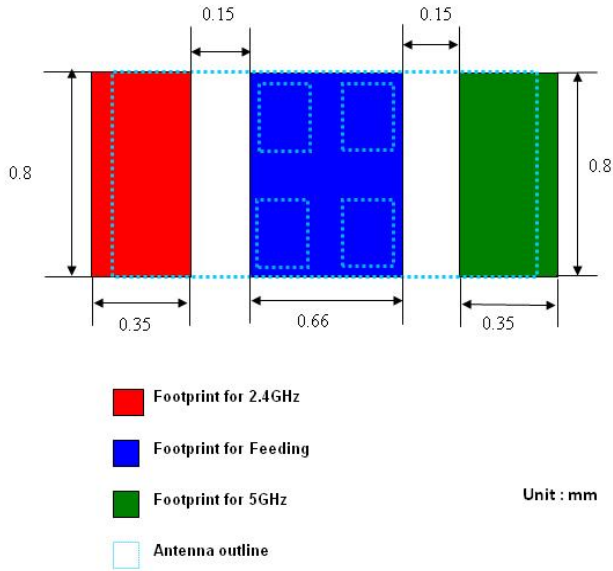 0.15
0.15
0.8
0.8
0.35
0.66
0.35
Footprint for 2.4GHz
Footprint for Feeding
Footprint for 5GHz
Unit : mm
Antenna outline